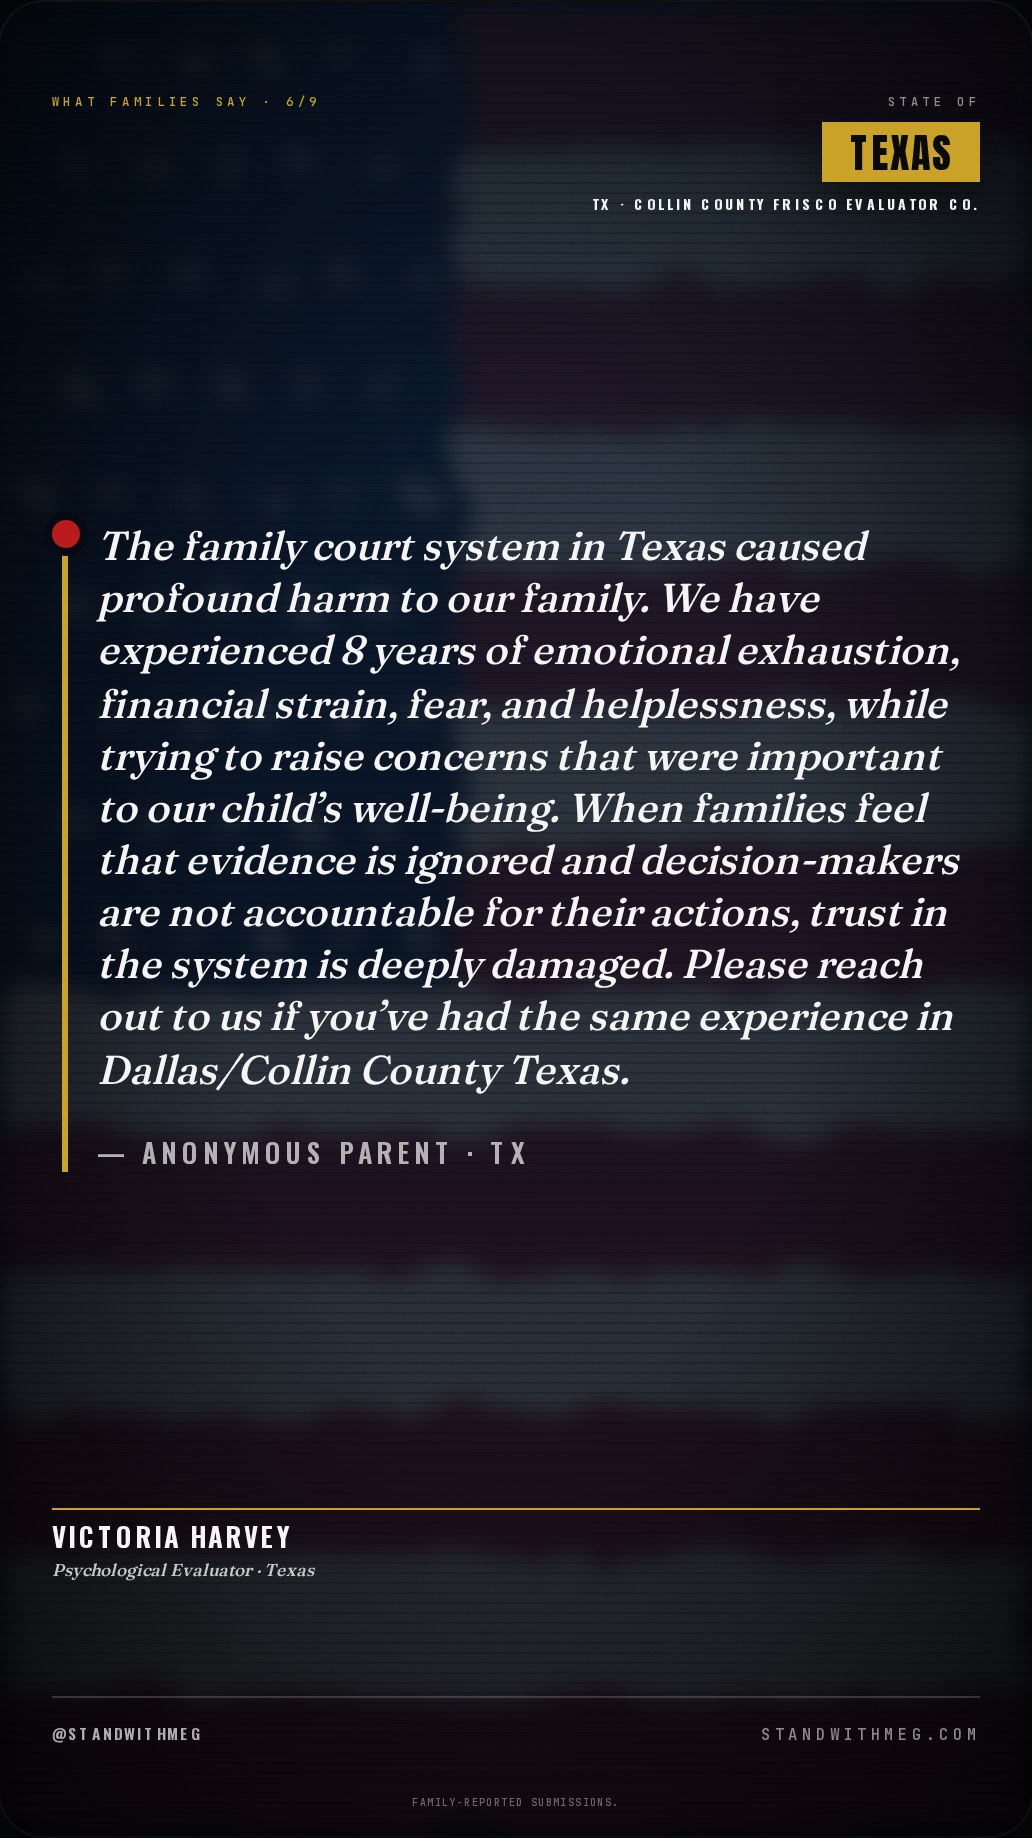 WHAT FAMILIES SAY · 6/9
STATE OF
TEXAS
TX · COLLIN COUNTY FRISCO EVALUATOR CO.
The family court system in Texas caused
profound harm to our family. We have
experienced 8 years of emotional exhaustion,
financial strain, fear, and helplessness, while
trying to raise concerns that were important
to our child’s well-being. When families feel
that evidence is ignored and decision-makers
are not accountable for their actions, trust in
the system is deeply damaged. Please reach
out to us if you’ve had the same experience in
Dallas/Collin County Texas.
— ANONYMOUS PARENT · TX
VICTORIA HARVEY
Psychological Evaluator · Texas
@STANDWITHMEG
STANDWITHMEG.COM
FAMILY-REPORTED SUBMISSIONS.